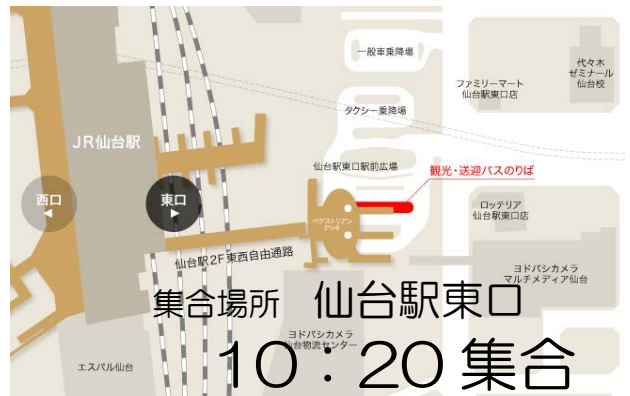 一般車乗降場
代々木
ゼミナール
仙台校
ファミリーマート
仙台駅東口店
タクシー乗降場
JR仙台駅
仙台駅東口駅前広場
観光・送迎バスのりば
西口
東口
ロッテリア
仙台駅東口店
ペデストリアン
デッキ
仙台駅2F東西自由通路
ヨドバシカメラ
マルチメディア仙台
集合場所 仙台駅東口
ヨドバシカメラ
仙台物流センター
エスパル仙台
10：20集合